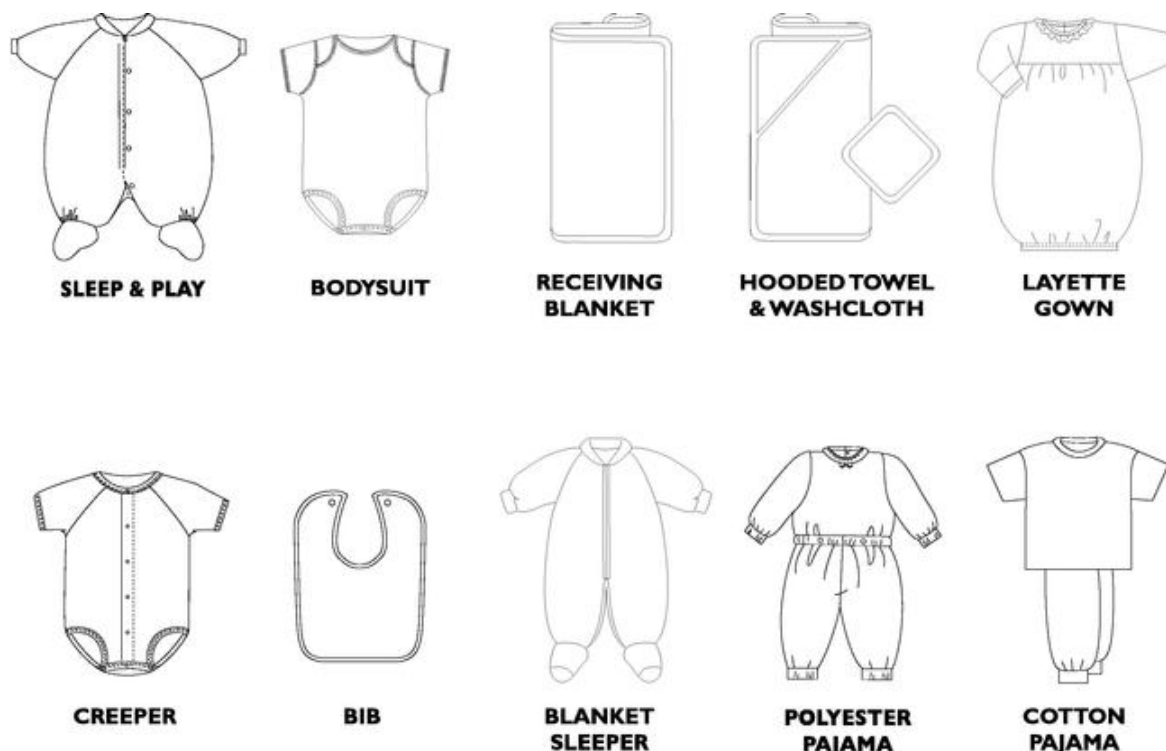 SLEEP & PLAY
BODYSUIT
RECEIVING
BLANKET
HOODED TOWEL
& WASHCLOTH
LAYETTE
GOWN
CREEPER
BIB
BLANKET
SLEEPER
POLYESTER
PAJAMA
COTTON
PAJAMA